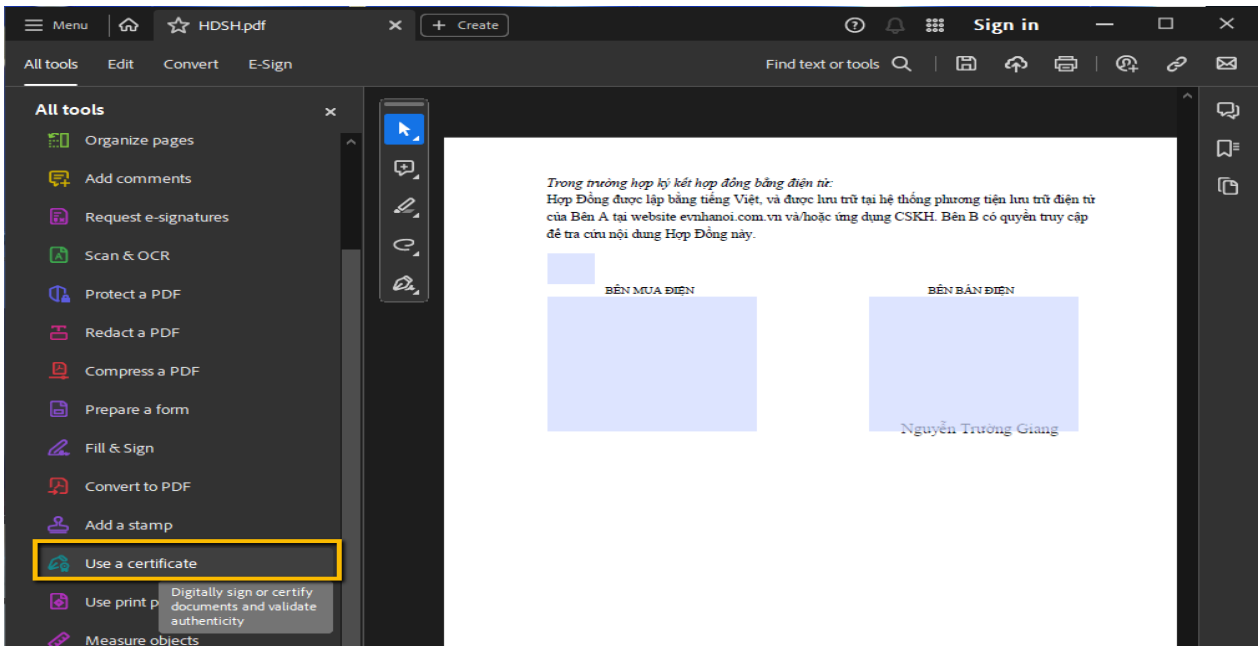 Menu
HDSH.pdf
Create
Sign in
All tools
Edit
Convert
E-Sign
Find text or tools
All tools
Organize pages
Add comments
Request e-signatures
Scan & OCR
Protect a PDF
Redact a PDF
Compress a PDF
Prepare a form
Fill & Sign
Convert to PDF
Add a stamp
Use a certificate
Use print p
Digitally sign or certify
documents and validate
authenticity
Measure objects
Trong trường hợp ký kết hợp đồng bằng điện tử:
Hợp Đồng được lập bằng tiếng Việt, và được lưu trữ tại hệ thống phương tiện lưu trữ điện tử
của Bên A tại website evnhanoi.com.vn và/hoặc ứng dụng CSKH. Bên B có quyền truy cập
để tra cứu nội dung Hợp Đồng này.
BÊN MUA ĐIỆN
BÊN BÁN ĐIỆN
Nguyễn Trường Giang